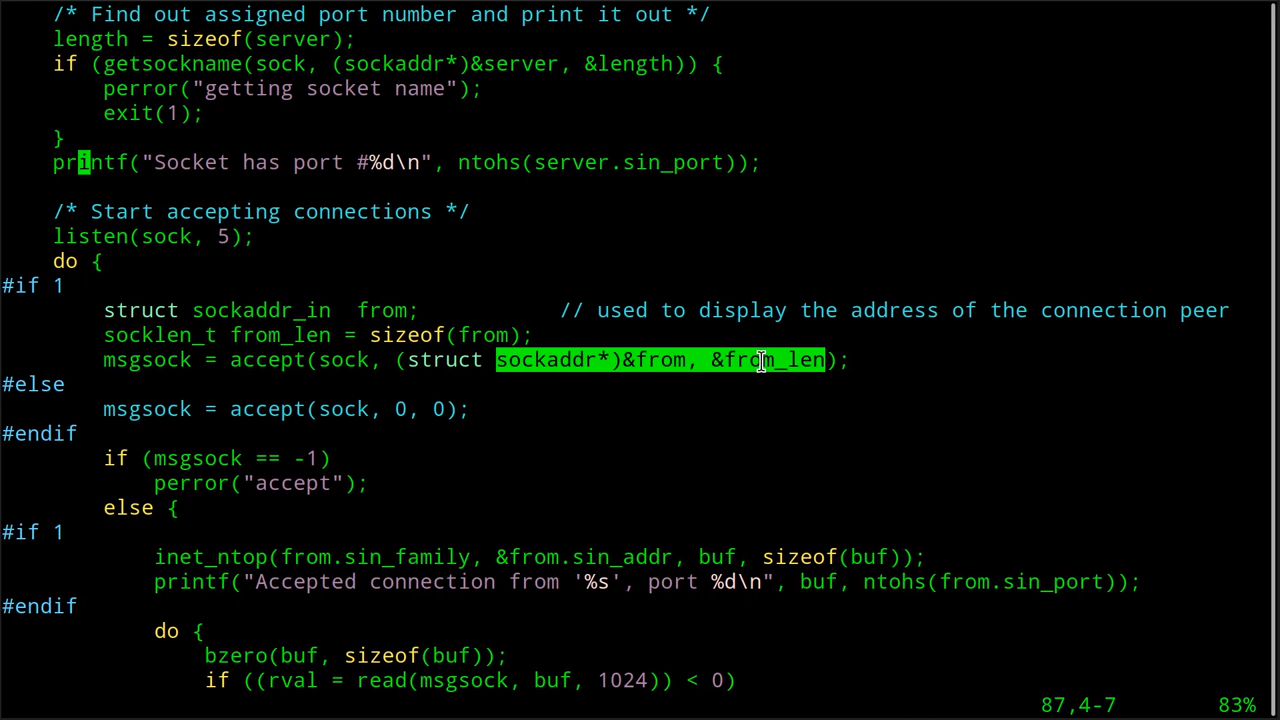 /* Find out assigned port number and print it out */
    length = sizeof(server);
    if (getsockname(sock, (sockaddr*)&server, &length)) {
        perror("getting socket name");
        exit(1);
    }
    printf("Socket has port #%d\n", ntohs(server.sin_port));

    /* Start accepting connections */
    listen(sock, 5);
    do {
#if 1
        struct sockaddr_in  from;           // used to display the address of the connection peer
        socklen_t from_len = sizeof(from);
        msgsock = accept(sock, (struct sockaddr*)&from, &from_len);
#else
        msgsock = accept(sock, 0, 0);
#endif
        if (msgsock == -1)
            perror("accept");
        else {
#if 1
            inet_ntop(from.sin_family, &from.sin_addr, buf, sizeof(buf));
            printf("Accepted connection from '%s', port %d\n", buf, ntohs(from.sin_port));
#endif
            do {
                bzero(buf, sizeof(buf));
                if ((rval = read(msgsock, buf, 1024)) < 0)
87,4-7        83%